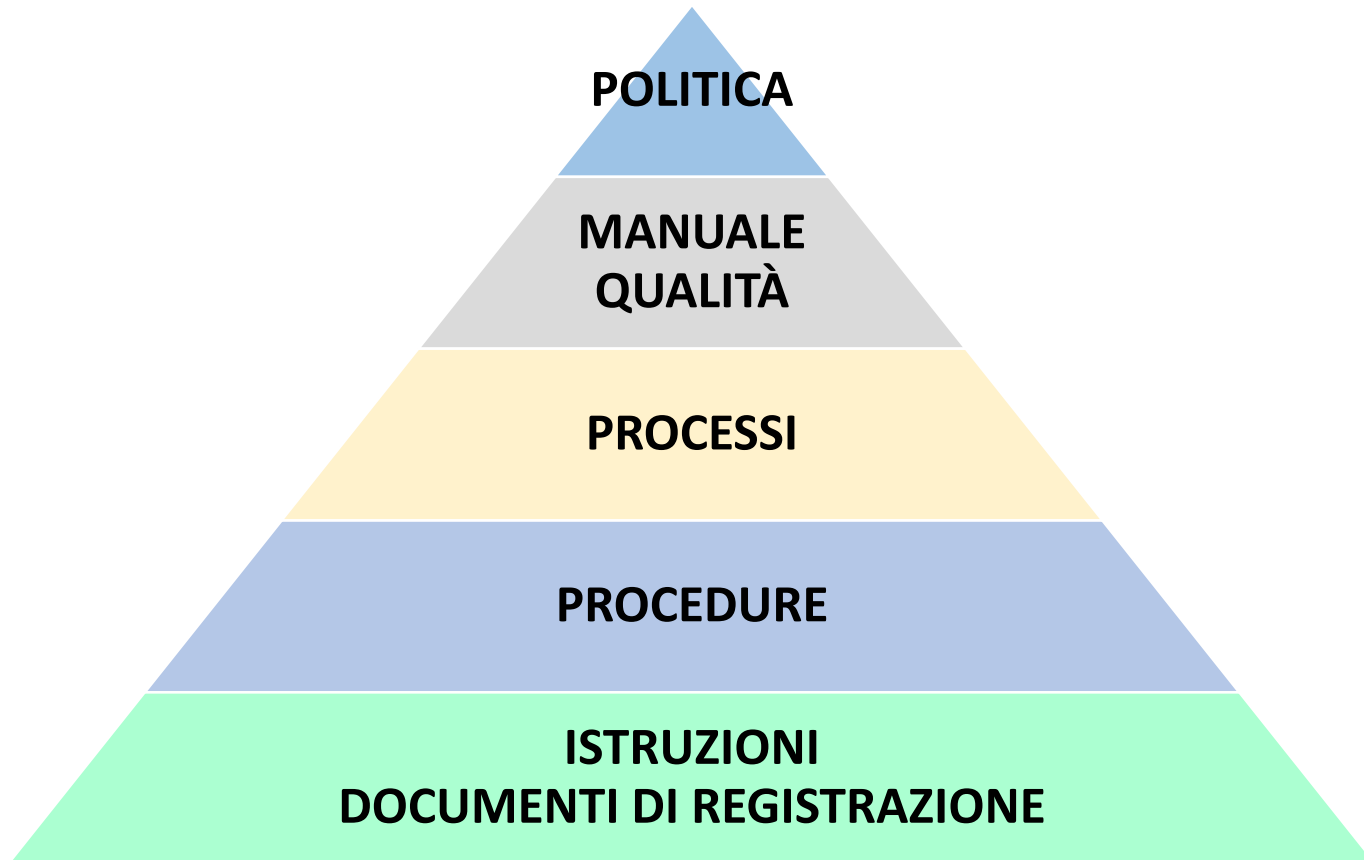 POLITICA
MANUALE
QUALITÀ
PROCESSI
PROCEDURE
ISTRUZIONI
DOCUMENTI DI REGISTRAZIONE